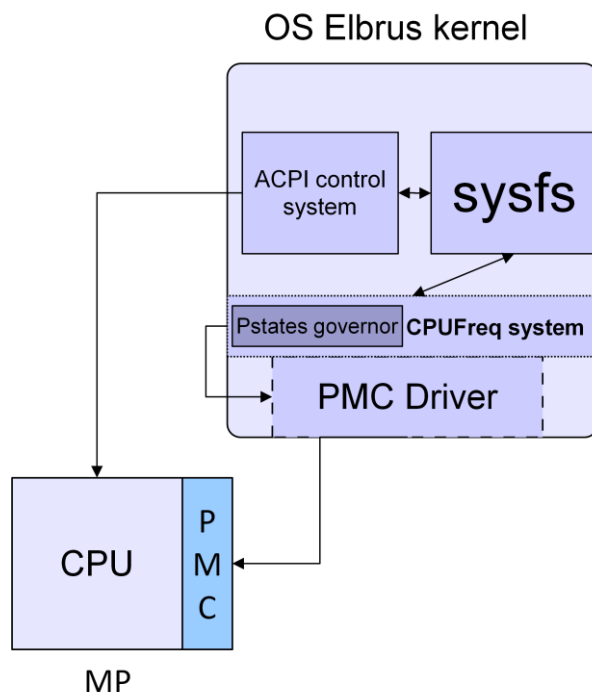 OS Elbrus kernel
ACPI control
system
sysfs
Pstates governor
CPUFreq system
PMC Driver
CPU
P
M
C
MP